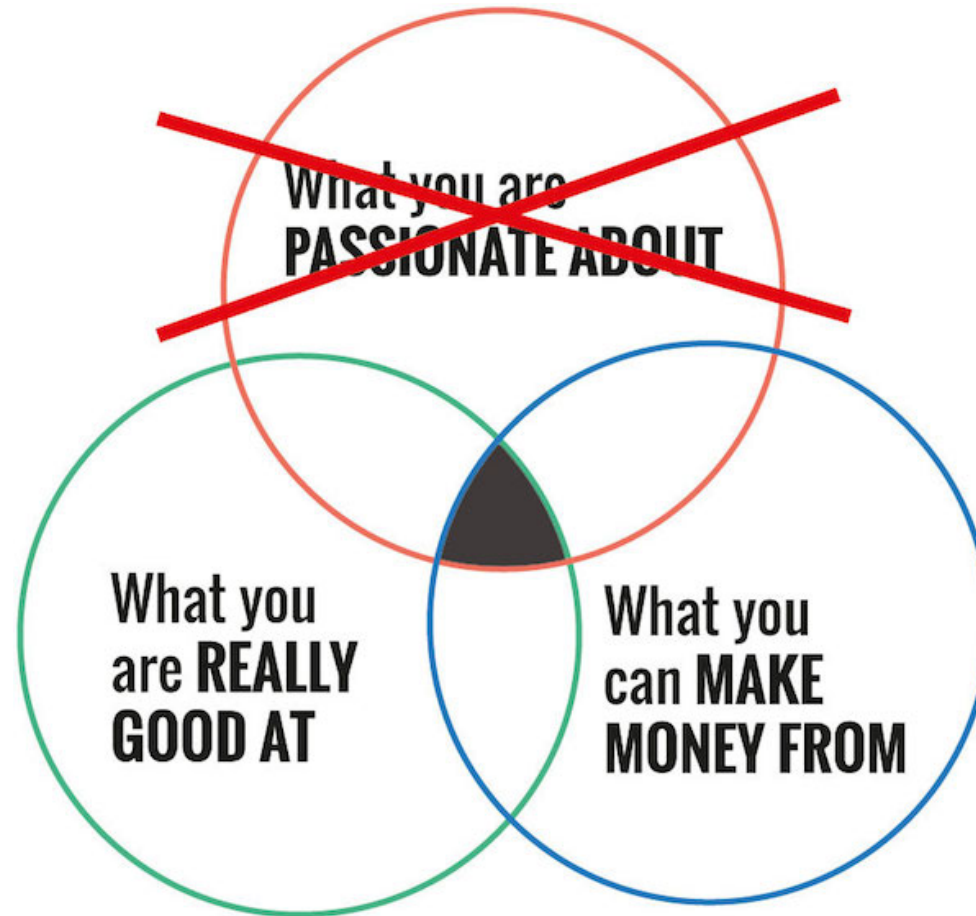 What you are
PASSIONATE ABOUT
What you
are REALLY
GOOD AT
What you
can MAKE
MONEY FROM